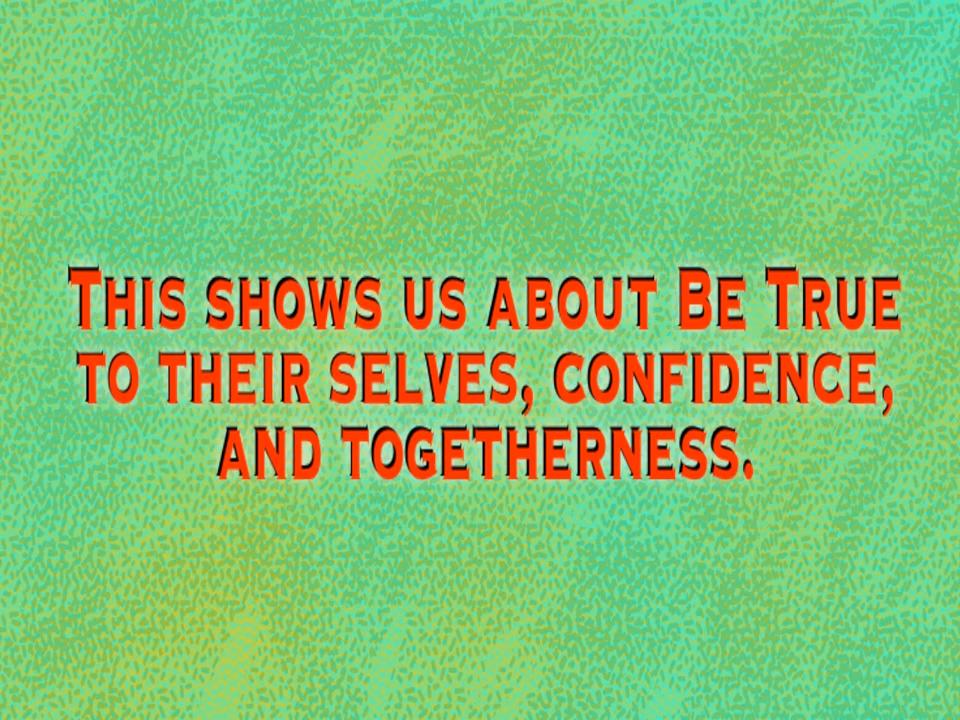 This shows us about Be True
to their selves, confidence,
and togetherness.